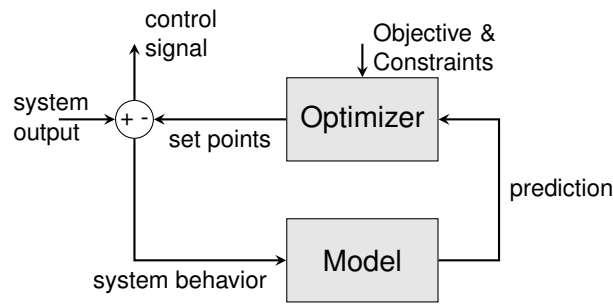 control
signal
Objective &
Constraints
system
output
+ -
set points
Optimizer
prediction
system behavior
Model